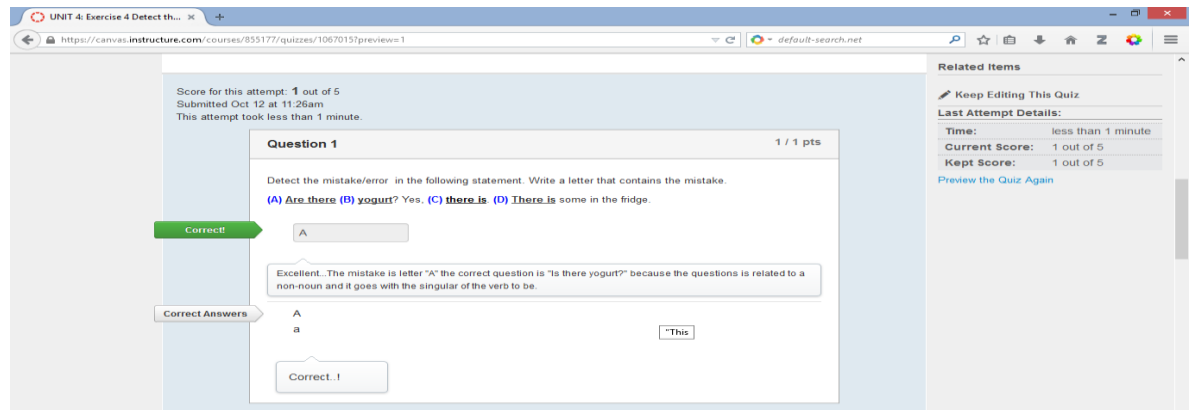 UNIT 4: Exercise 4 Detect th... × +
https://canvas.instructure.com/courses/855177/quizzes/1067015?preview=1
default-search.net
Score for this attempt: 1 out of 5
Submitted Oct 12 at 11:26am
This attempt took less than 1 minute.
Question 1 1 / 1 pts
Detect the mistake/error in the following statement. Write a letter that contains the mistake.
(A) Are there (B) yogurt? Yes, (C) there is. (D) There is some in the fridge.
Correct!
A
Excellent...The mistake is letter "A" the correct question is "Is there yogurt?" because the questions is related to a
non-noun and it goes with the singular of the verb to be.
Correct Answers
A
a
"This
Correct..!
Related Items
Keep Editing This Quiz
Last Attempt Details:
Time: less than 1 minute
Current Score: 1 out of 5
Kept Score: 1 out of 5
Preview the Quiz Again